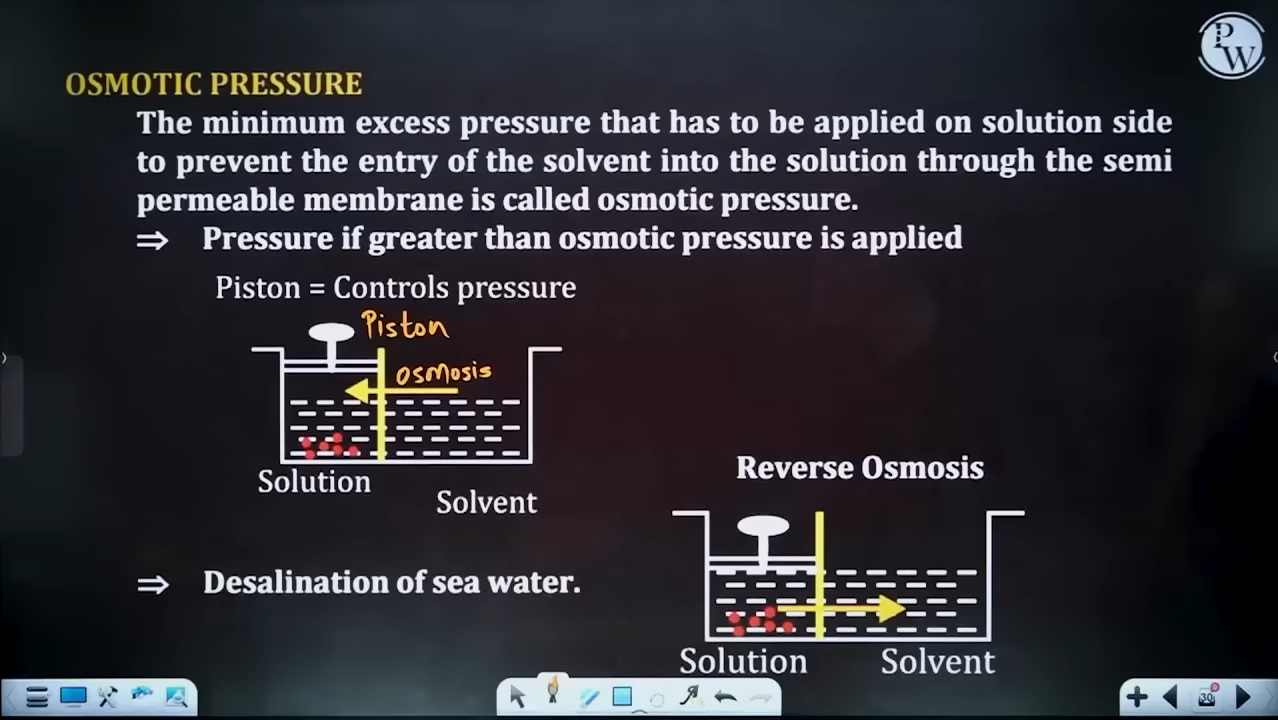 PW
OSMOTIC PRESSURE
The minimum excess pressure that has to be applied on solution side
to prevent the entry of the solvent into the solution through the semi
permeable membrane is called osmotic pressure.
⇒ Pressure if greater than osmotic pressure is applied
Piston = Controls pressure
Piston
osmosis
Solution
Solvent
Reverse Osmosis
⇒ Desalination of sea water.
Solution
Solvent
30